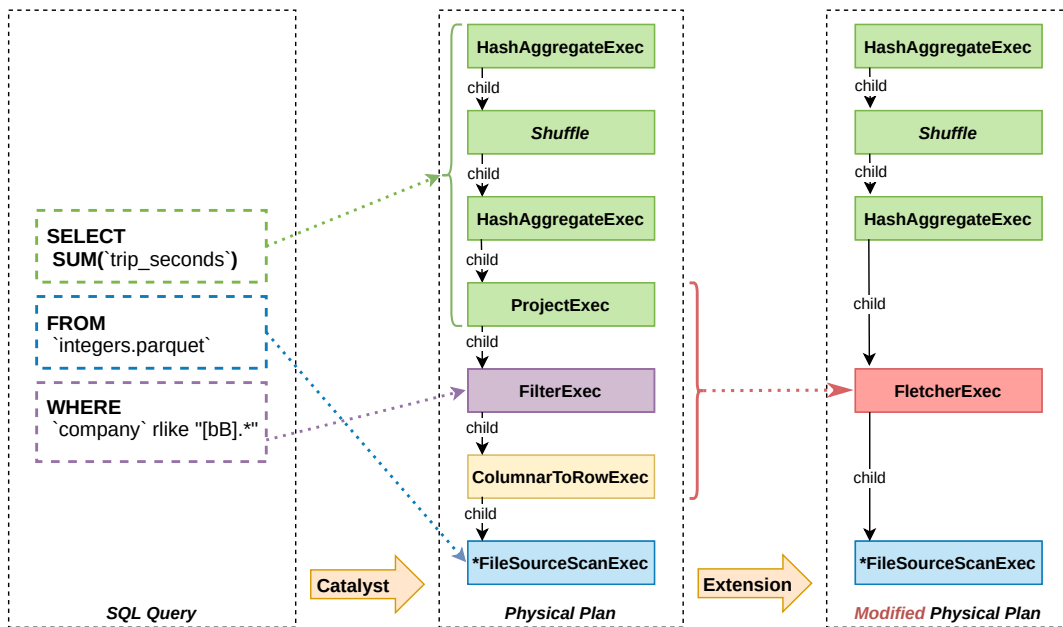 SELECT
SUM(`trip_seconds`)
FROM
`integers.parquet`
WHERE
`company` rlike "[bB].*"
SQL Query
Catalyst
HashAggregateExec
child
Shuffle
child
HashAggregateExec
child
ProjectExec
child
FilterExec
child
ColumnarToRowExec
child
*FileSourceScanExec
Physical Plan
Extension
HashAggregateExec
child
Shuffle
child
HashAggregateExec
child
FletcherExec
child
*FileSourceScanExec
Modified Physical Plan